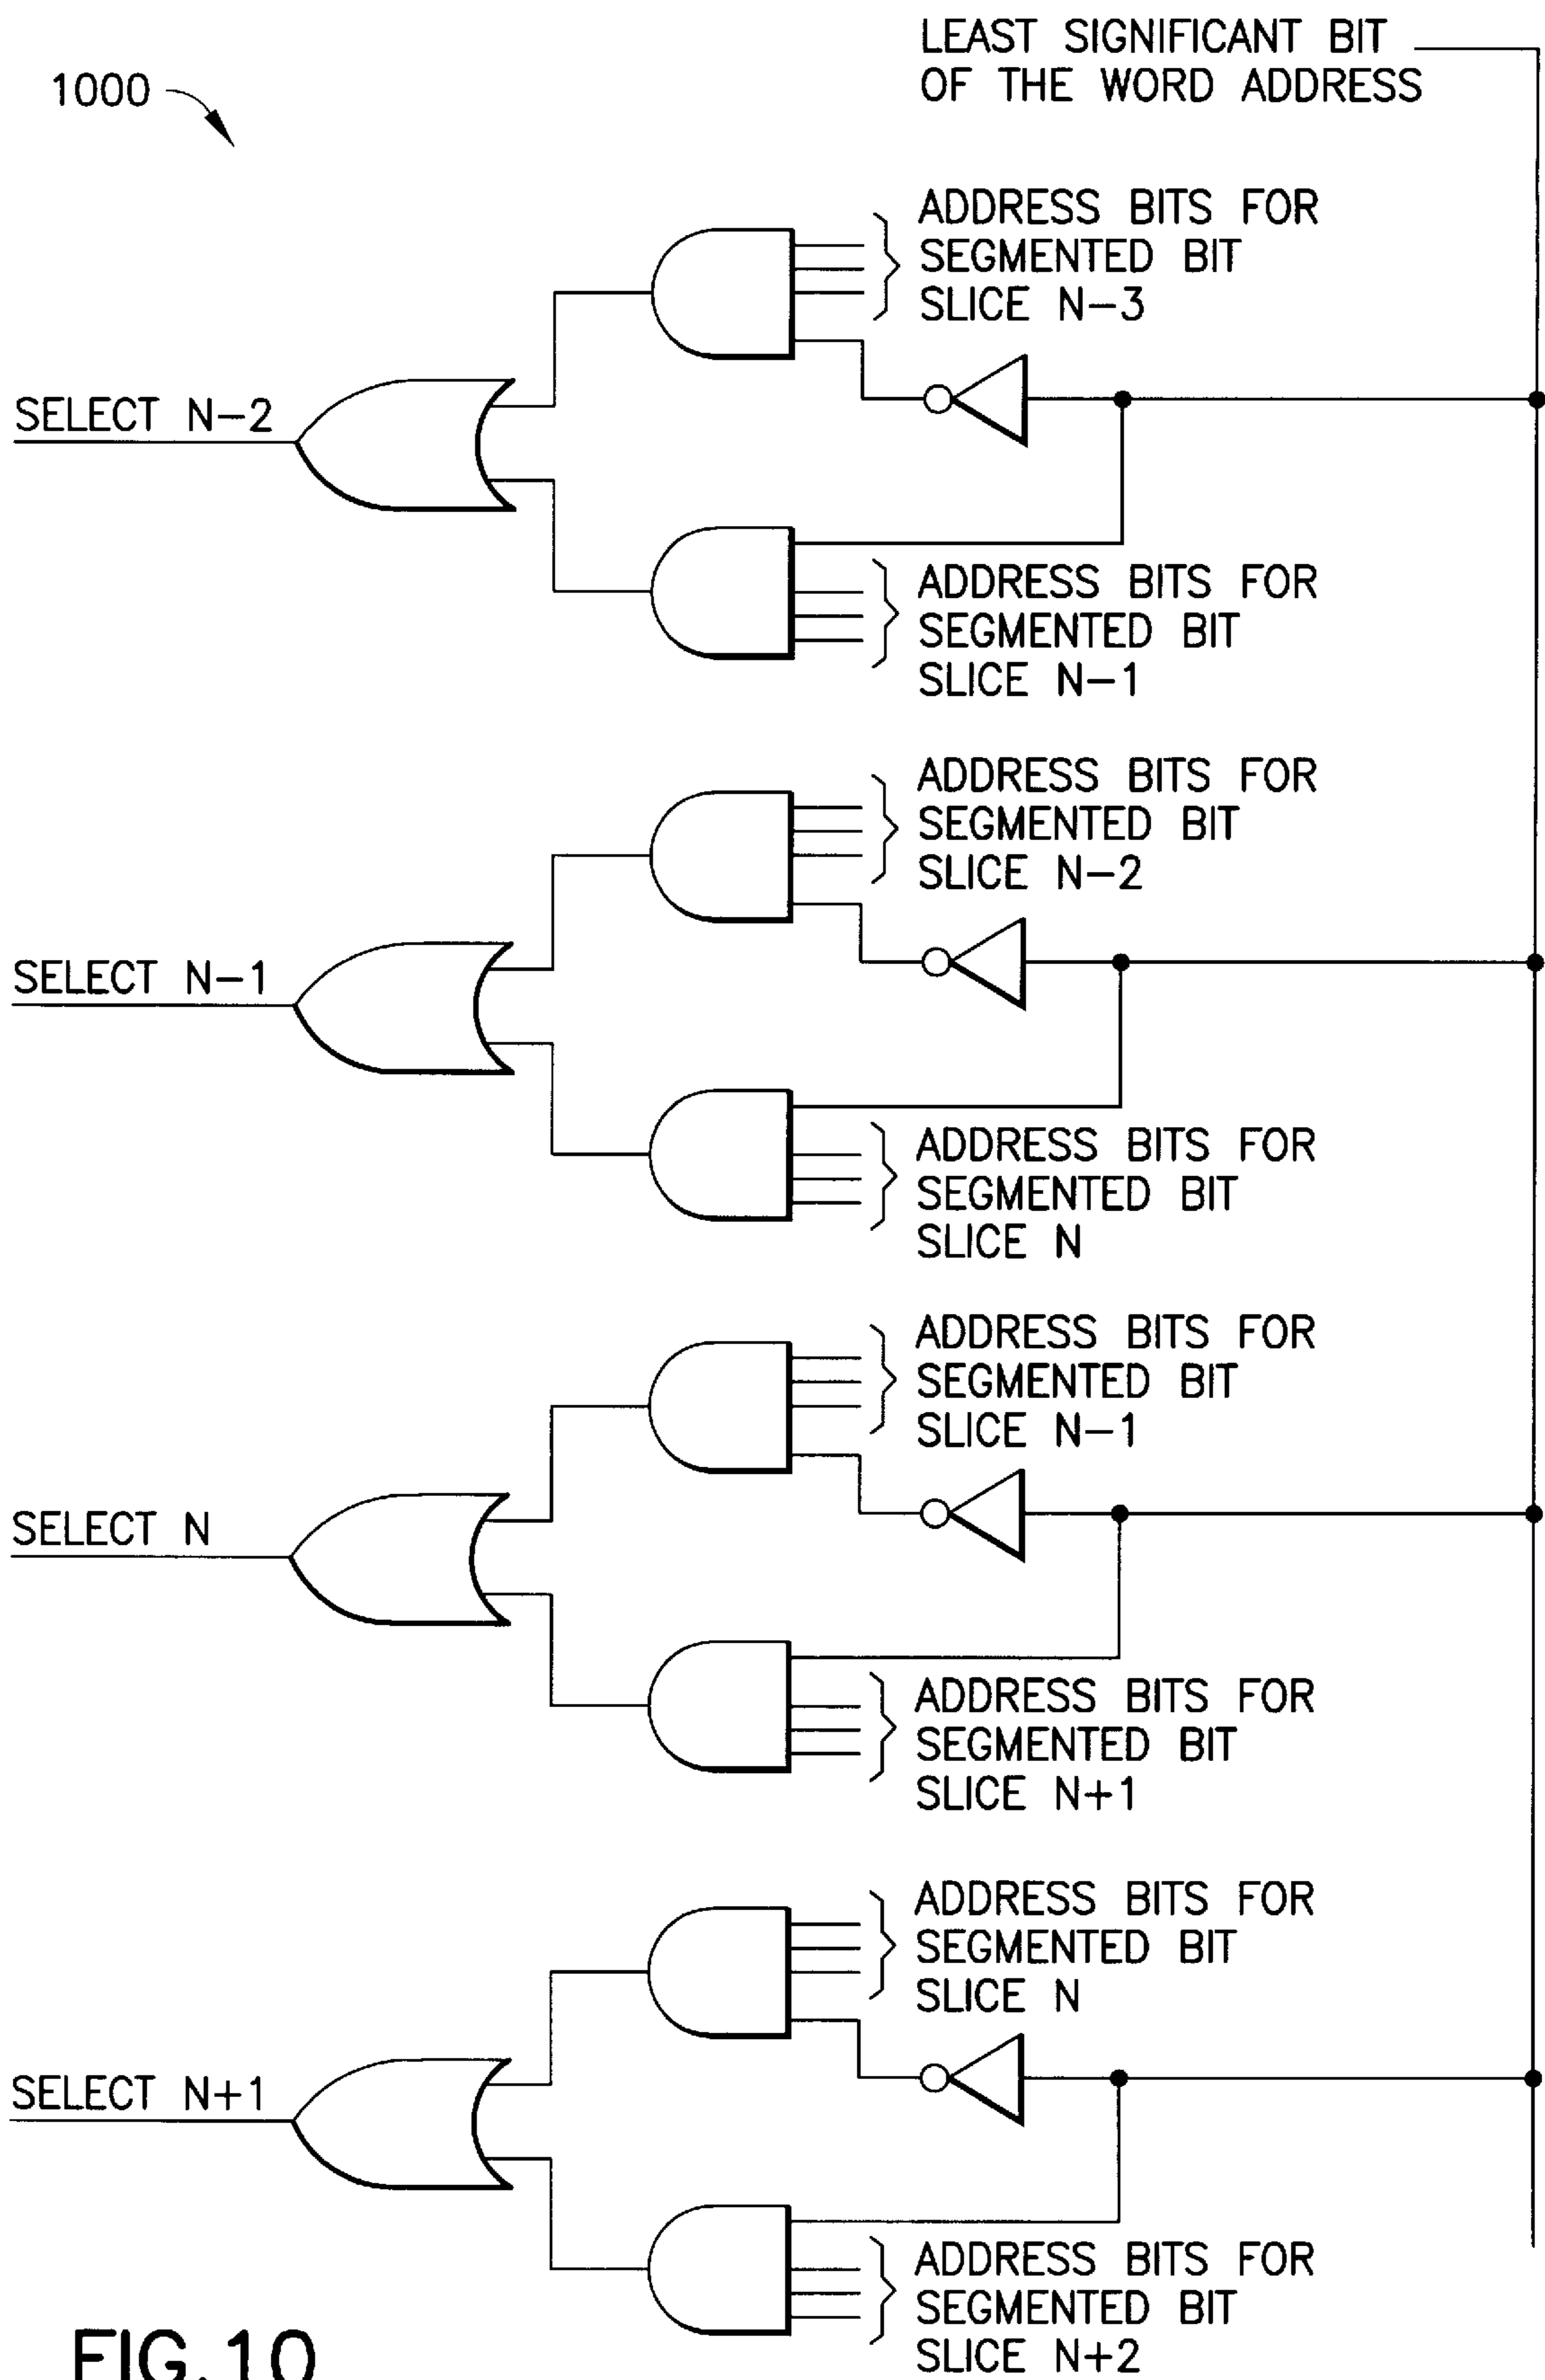 LEAST SIGNIFICANT BIT
OF THE WORD ADDRESS
1000
ADDRESS BITS FOR
SEGMENTED BIT
SLICE N-3
SELECT N-2
ADDRESS BITS FOR
SEGMENTED BIT
SLICE N-1
ADDRESS BITS FOR
SEGMENTED BIT
SLICE N-2
SELECT N-1
ADDRESS BITS FOR
SEGMENTED BIT
SLICE N
ADDRESS BITS FOR
SEGMENTED BIT
SLICE N-1
SELECT N
ADDRESS BITS FOR
SEGMENTED BIT
SLICE N+1
ADDRESS BITS FOR
SEGMENTED BIT
SLICE N
SELECT N+1
ADDRESS BITS FOR
SEGMENTED BIT
SLICE N+2
FIG.10